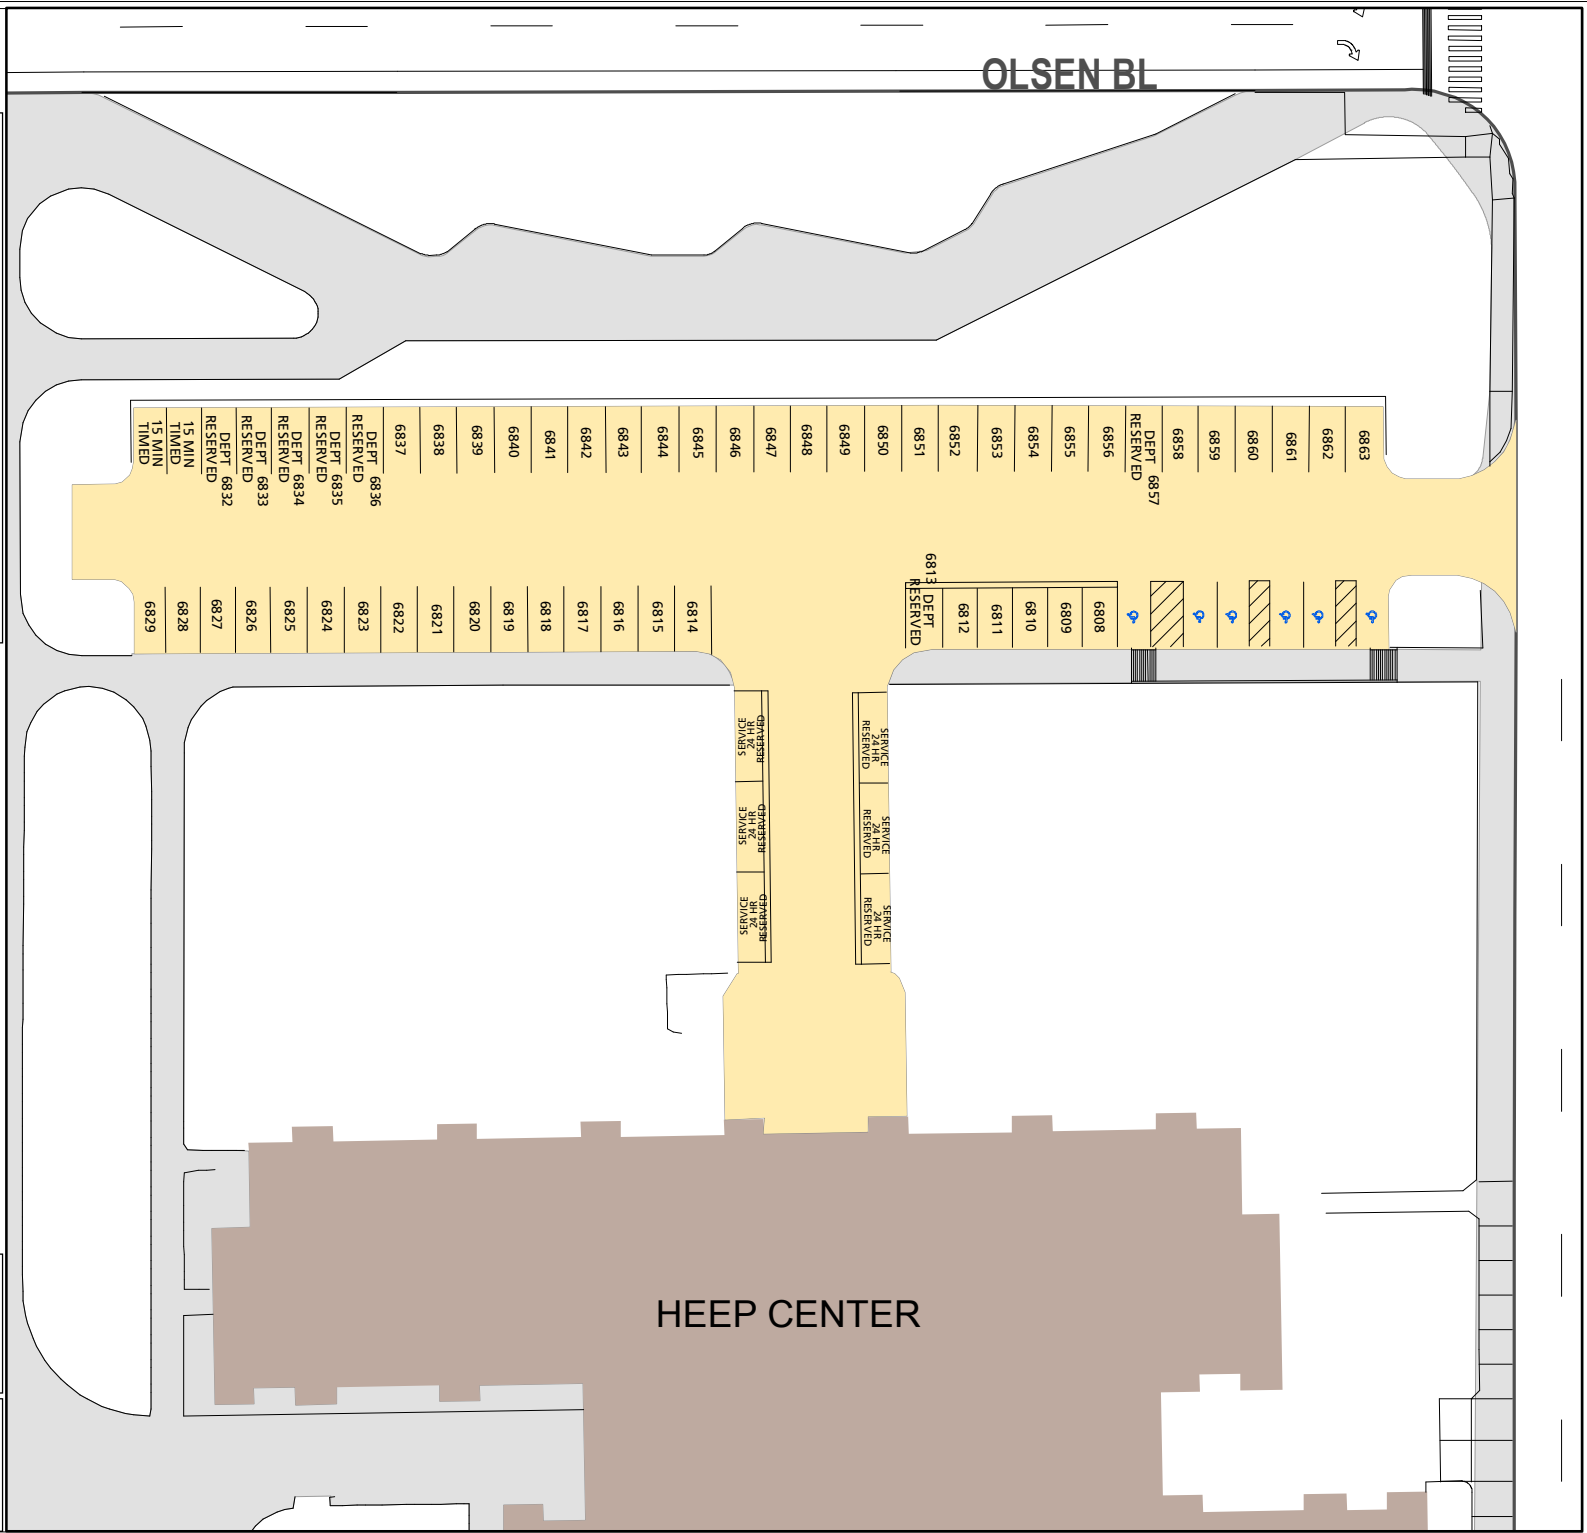 OLSEN BL
15 MIN
TIMED
15 MIN
TIMED
DEPT 6832
RESERVED
DEPT 6833
RESERVED
DEPT 6834
RESERVED
DEPT 6835
RESERVED
DEPT 6836
RESERVED
6837
6838
6839
6840
6841
6842
6843
6844
6845
6846
6847
6848
6849
6850
6851
6852
6853
6854
6855
6856
DEPT 6857
RESERVED
6858
6859
6860
6861
6862
6863
6829
6828
6827
6826
6825
6824
6823
6822
6821
6820
6819
6818
6817
6816
6815
6814
6813 DEPT
RESERVED
6812
6811
6810
6809
6808
SERVICE
24 HR
RESERVED
SERVICE
24 HR
RESERVED
SERVICE
24 HR
RESERVED
SERVICE
24 HR
RESERVED
SERVICE
24 HR
RESERVED
SERVICE
24 HR
RESERVED
HEEP CENTER